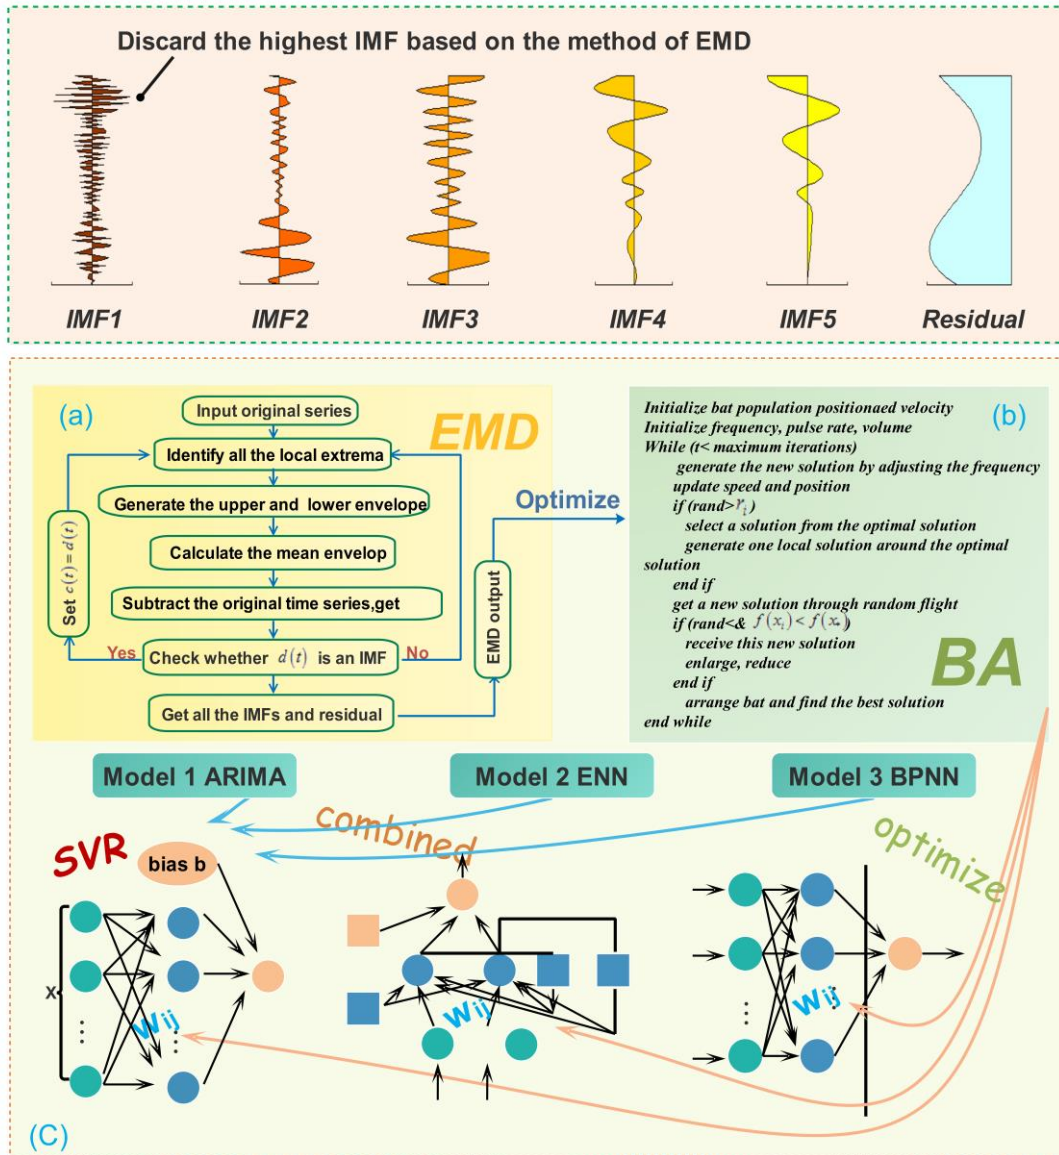 Discard the highest IMF based on the method of EMD
IMF1
IMF2
IMF3
IMF4
IMF5
Residual
(a)
EMD
Input original series
Identify all the local extrema
Generate the upper and lower envelope
Calculate the mean envelop
Subtract the original time series,get
Set c(t) = d(t)
Yes
Check whether d(t) is an IMF
No
Get all the IMFs and residual
EMD output
Optimize
(b)
Initialize bat population positionaed velocity
Initialize frequency, pulse rate, volume
While (t< maximum iterations)
generate the new solution by adjusting the frequency
update speed and position
if (rand>r_i)
select a solution from the optimal solution
generate one local solution around the optimal
solution
end if
get a new solution through random flight
if (rand<& f(x_i) < f(x_*))
receive this new solution
enlarge, reduce
end if
arrange bat and find the best solution
end while
BA
Model 1 ARIMA
Model 2 ENN
Model 3 BPNN
SVR
combined
optimize
bias b
X
Wij
Wij
Wij
(C)